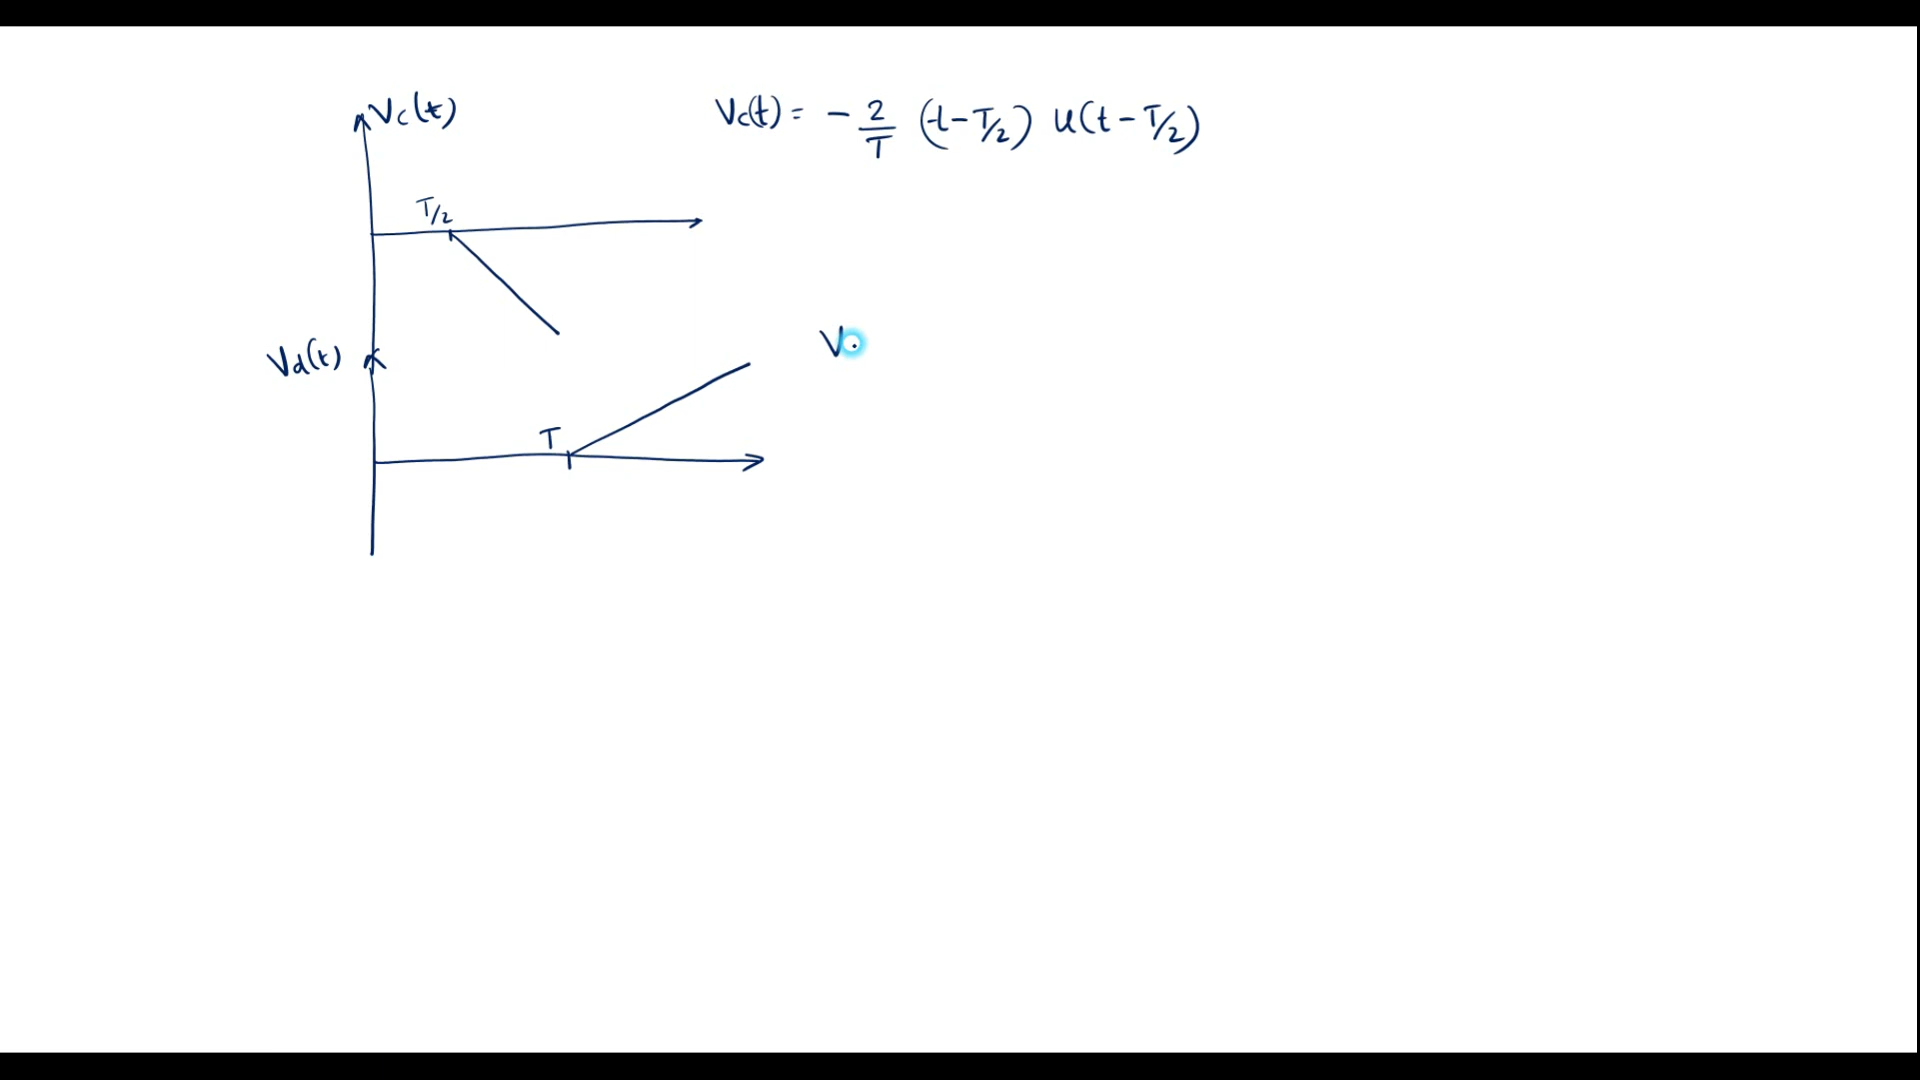 Vc(t)
Vc(t) = - 2/T (t - T/2) u(t - T/2)
T/2
Vd(t)
V
T